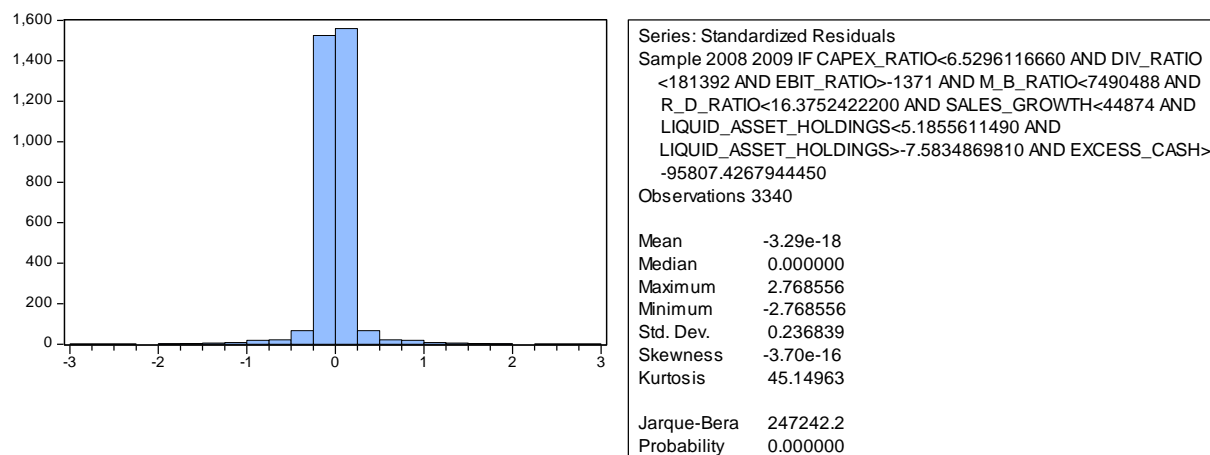 1,600
1,400
1,200
1,000
800
600
400
200
0
-3 -2 -1 0 1 2 3
Series: Standardized Residuals
Sample 2008 2009 IF CAPEX_RATIO<6.5296116660 AND DIV_RATIO
<181392 AND EBIT_RATIO>-1371 AND M_B_RATIO<7490488 AND
R_D_RATIO<16.3752422200 AND SALES_GROWTH<44874 AND
LIQUID_ASSET_HOLDINGS<5.1855611490 AND
LIQUID_ASSET_HOLDINGS>-7.5834869810 AND EXCESS_CASH>
-95807.4267944450
Observations 3340
Mean -3.29e-18
Median 0.000000
Maximum 2.768556
Minimum -2.768556
Std. Dev. 0.236839
Skewness -3.70e-16
Kurtosis 45.14963
Jarque-Bera 247242.2
Probability 0.000000